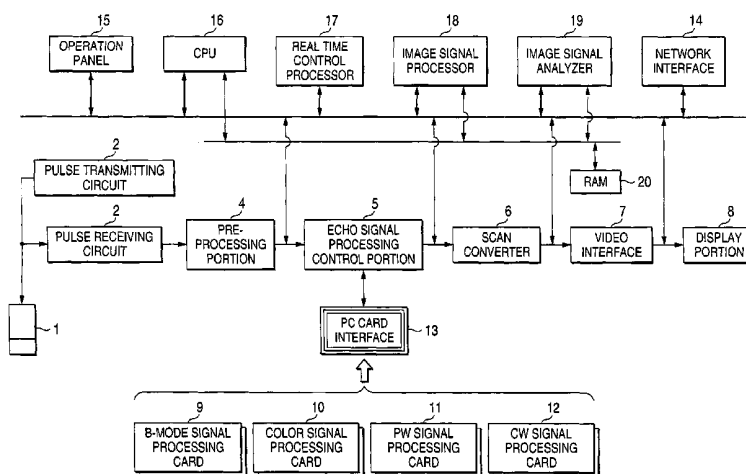 15
16
17
18
19
14
OPERATION
PANEL
CPU
REAL TIME
CONTROL
PROCESSOR
IMAGE SIGNAL
PROCESSOR
IMAGE SIGNAL
ANALYZER
NETWORK
INTERFACE
2
PULSE TRANSMITTING
CIRCUIT
RAM
20
2
4
5
6
7
8
PULSE RECEIVING
CIRCUIT
PRE-
PROCESSING
PORTION
ECHO SIGNAL
PROCESSING
CONTROL PORTION
SCAN
CONVERTER
VIDEO
INTERFACE
DISPLAY
PORTION
1
PC CARD
INTERFACE
13
9
10
11
12
B-MODE SIGNAL
PROCESSING
CARD
COLOR SIGNAL
PROCESSING
CARD
PW SIGNAL
PROCESSING
CARD
CW SIGNAL
PROCESSING
CARD